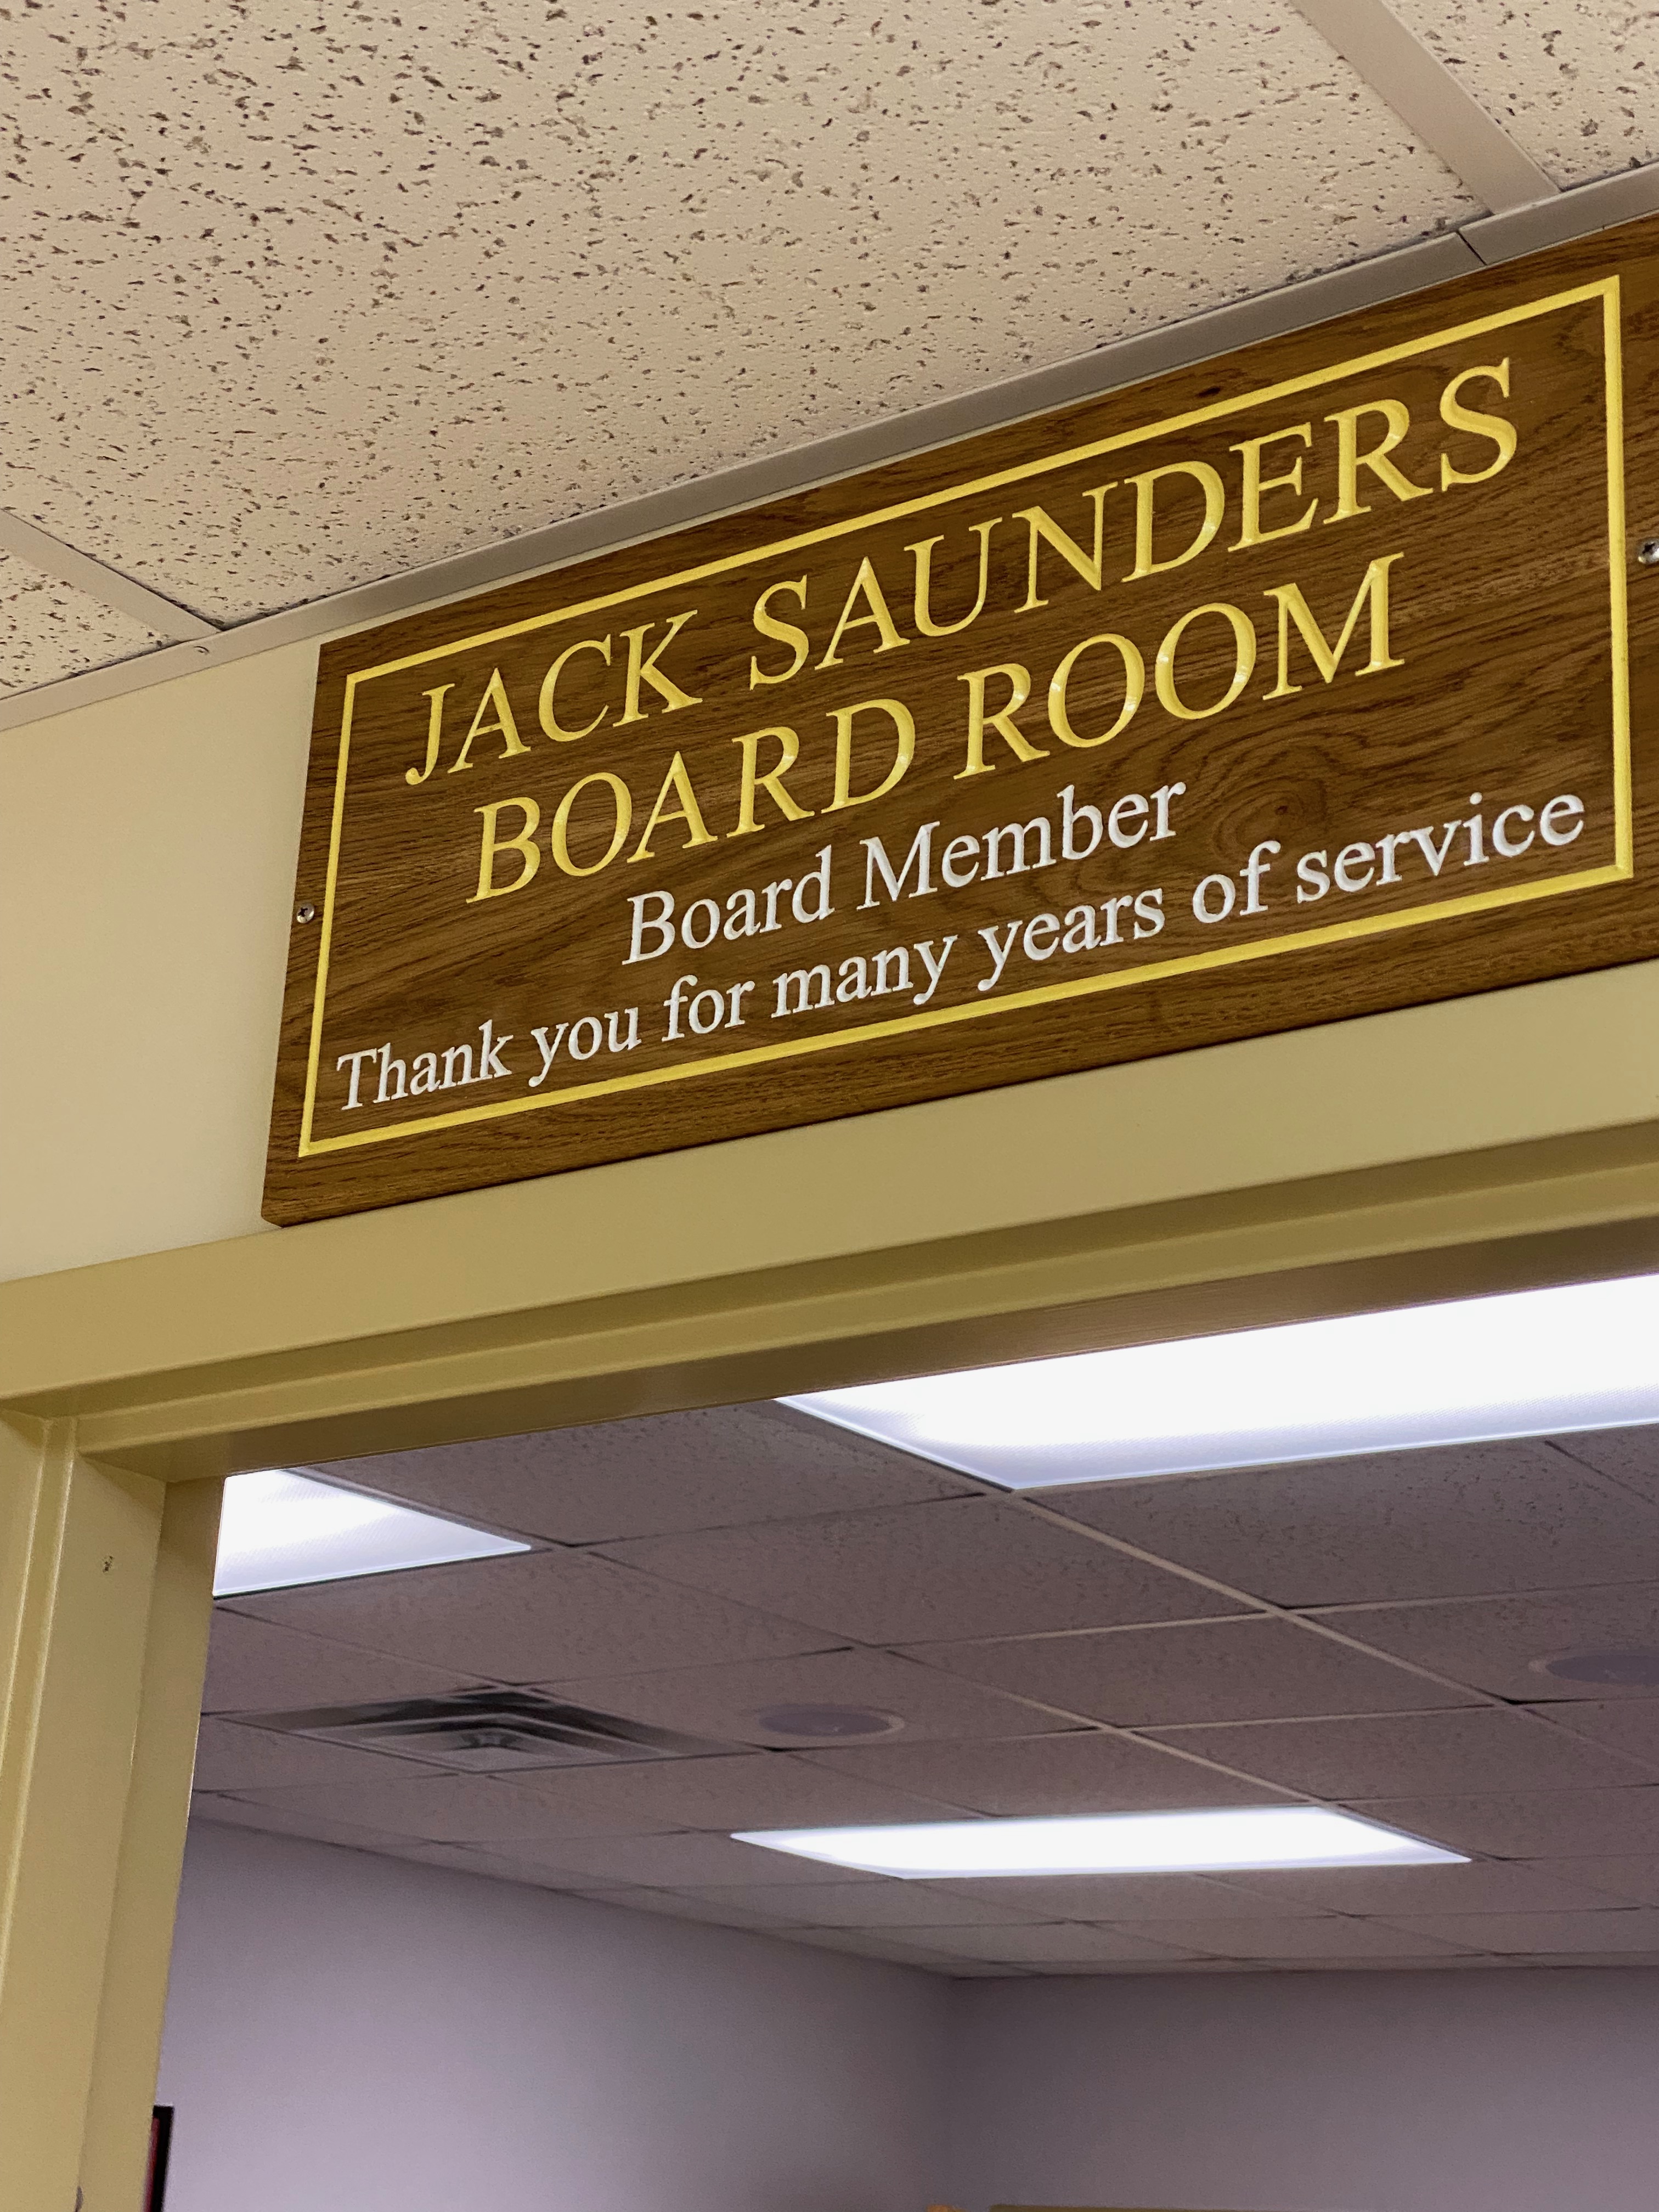 JACK SAUNDERS
BOARD ROOM
Board Member
Thank you for many years of service